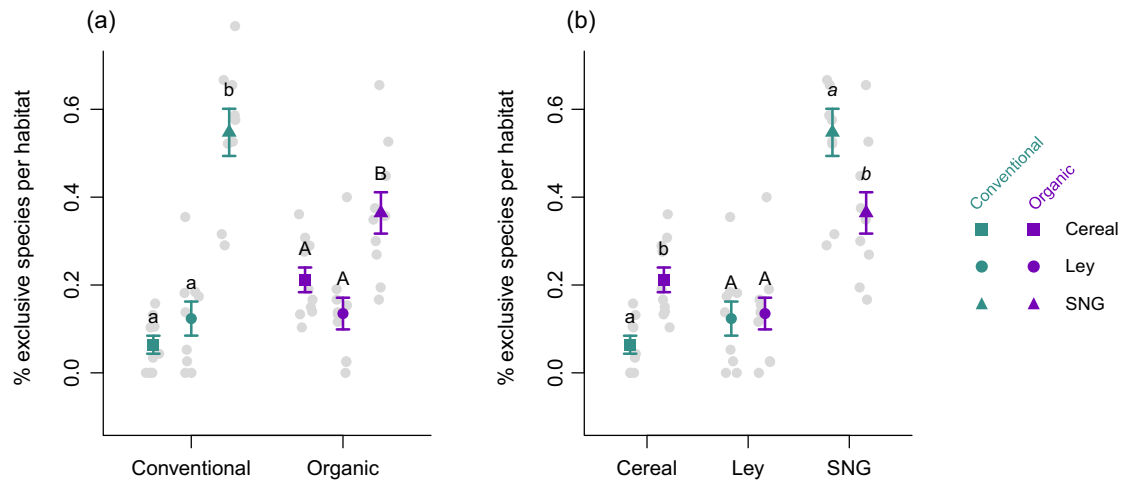 (a)
% exclusive species per habitat
0.6
0.4
0.2
0.0
a
a
b
A
A
B
Conventional
Organic
(b)
% exclusive species per habitat
0.6
0.4
0.2
0.0
a
b
A
A
a
b
Cereal
Ley
SNG
Conventional
Organic
Cereal
Ley
SNG